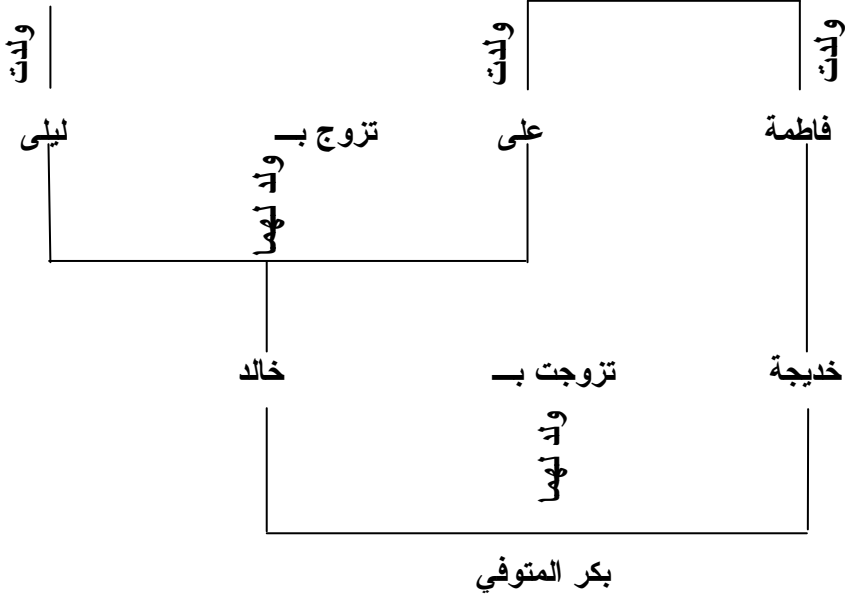 ولدت ولدت ولدت
فاطمة على تزوج بـــ ليلى
ولد لهما
خديجة تزوجت بـــ خالد
ولد لهما
بكر المتوفي